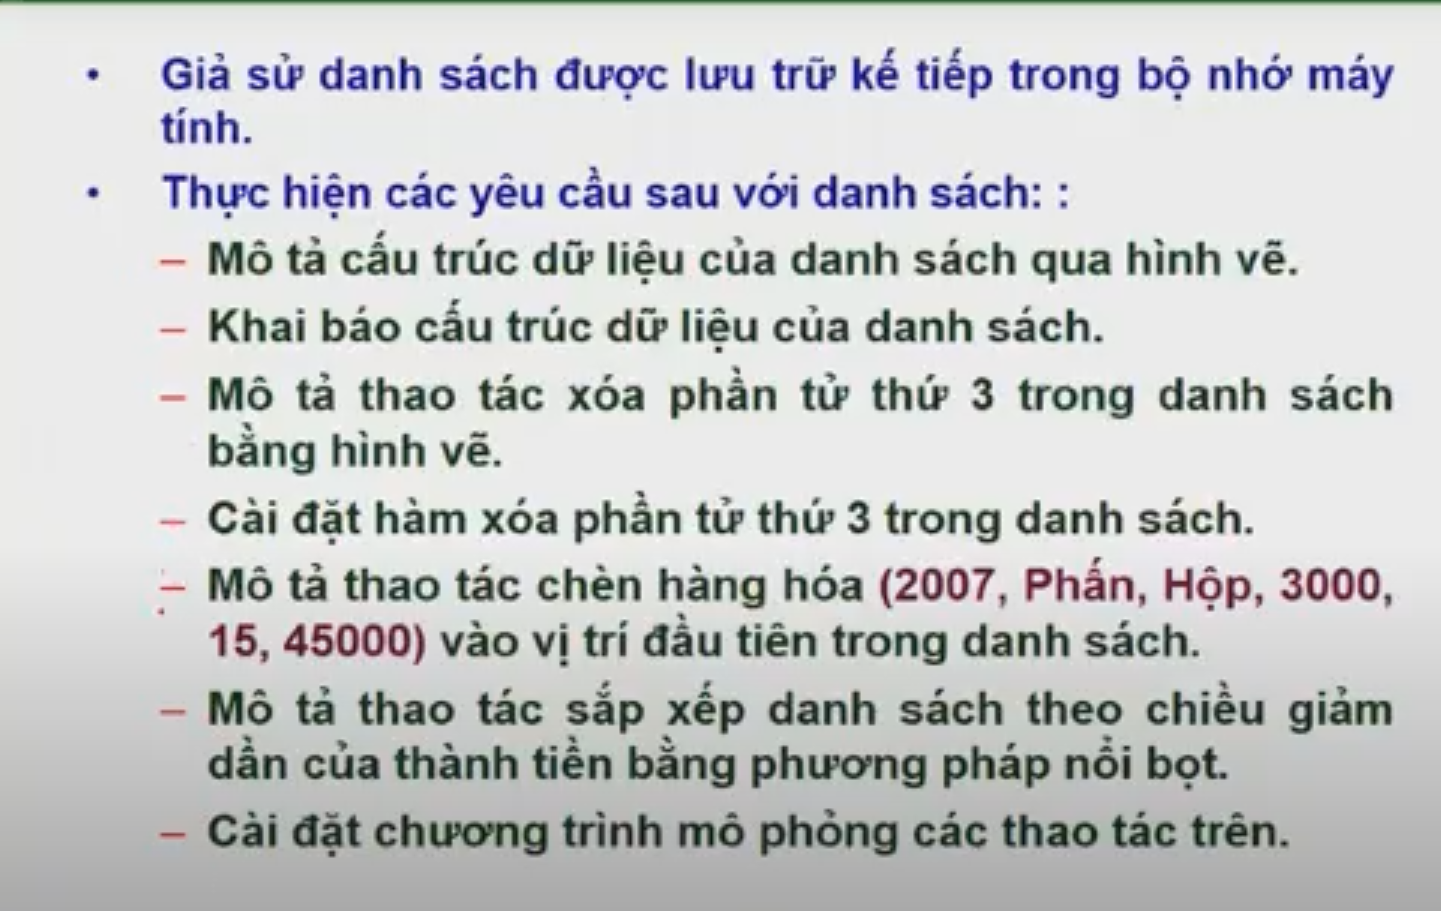 • Giả sử danh sách được lưu trữ kế tiếp trong bộ nhớ máy
tính.
• Thực hiện các yêu cầu sau với danh sách: :
– Mô tả cấu trúc dữ liệu của danh sách qua hình vẽ.
– Khai báo cấu trúc dữ liệu của danh sách.
– Mô tả thao tác xóa phần tử thứ 3 trong danh sách
bằng hình vẽ.
– Cài đặt hàm xóa phần tử thứ 3 trong danh sách.
– Mô tả thao tác chèn hàng hóa (2007, Phấn, Hộp, 3000,
15, 45000) vào vị trí đầu tiên trong danh sách.
– Mô tả thao tác sắp xếp danh sách theo chiều giảm
dần của thành tiền bằng phương pháp nổi bọt.
– Cài đặt chương trình mô phỏng các thao tác trên.